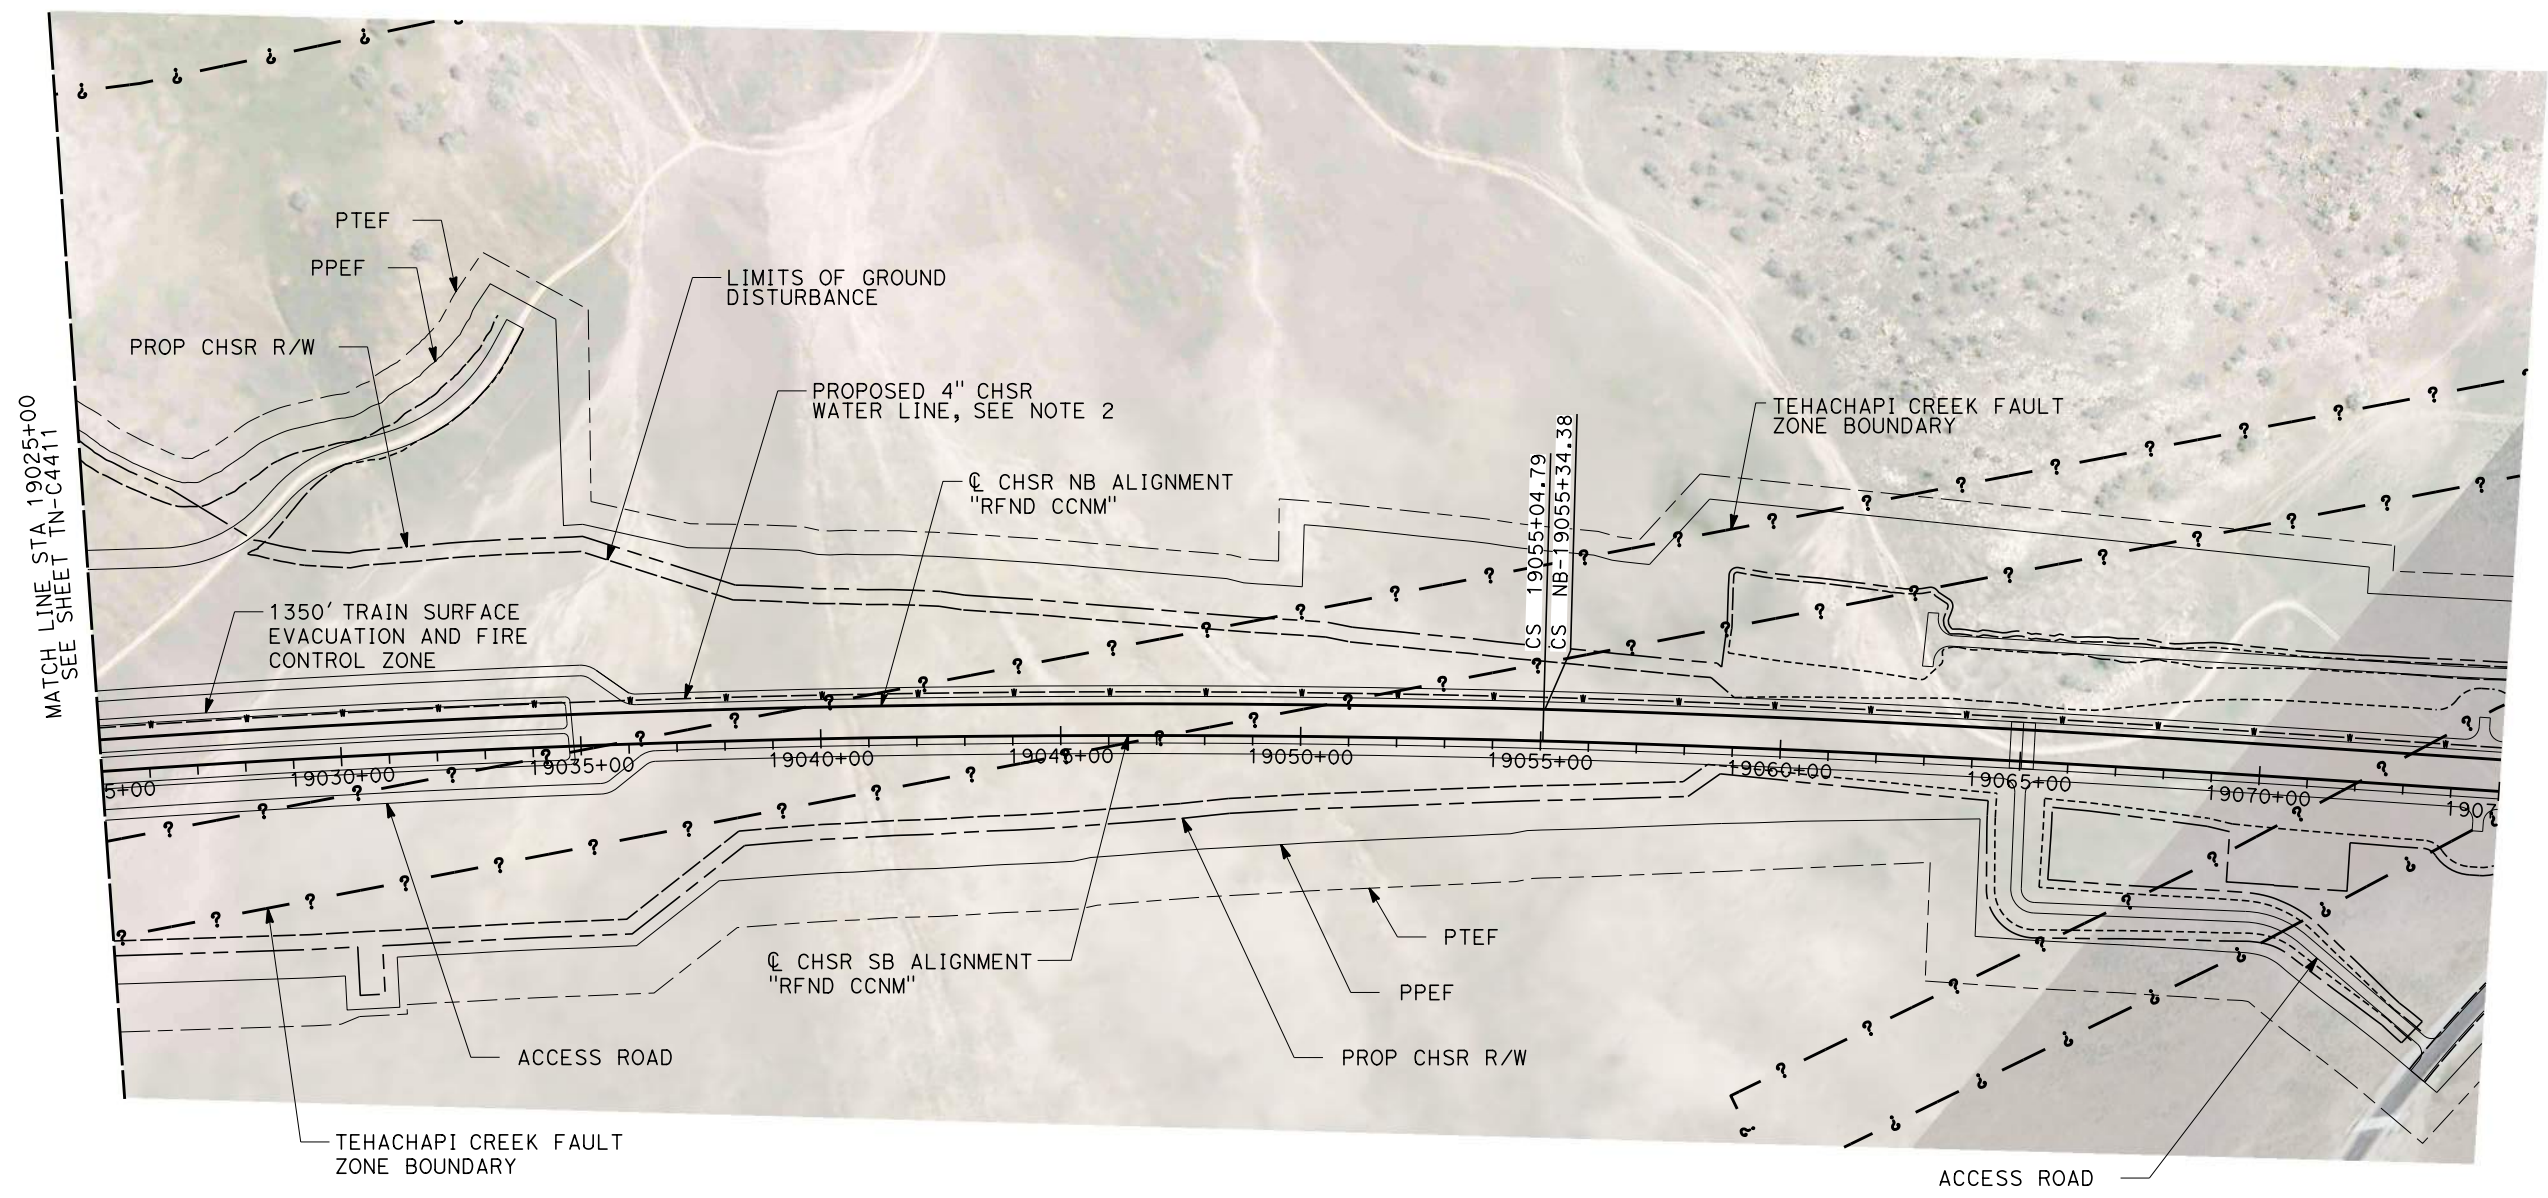 PTEF
PPEF
PROP CHSR R/W
LIMITS OF GROUND
DISTURBANCE
PROPOSED 4" CHSR
WATER LINE, SEE NOTE 2
℄ CHSR NB ALIGNMENT
"RFND CCNM"
TEHACHAPI CREEK FAULT
ZONE BOUNDARY
CS 19055+04.79
CS NB-19055+34.38
MATCH LINE STA 19025+00
SEE SHEET TN-C4411
1350' TRAIN SURFACE
EVACUATION AND FIRE
CONTROL ZONE
5+00
19030+00
19035+00
19040+00
19045+00
19050+00
19055+00
19060+00
19065+00
19070+00
1907
℄ CHSR SB ALIGNMENT
"RFND CCNM"
PTEF
PPEF
PROP CHSR R/W
ACCESS ROAD
TEHACHAPI CREEK FAULT
ZONE BOUNDARY
ACCESS ROAD